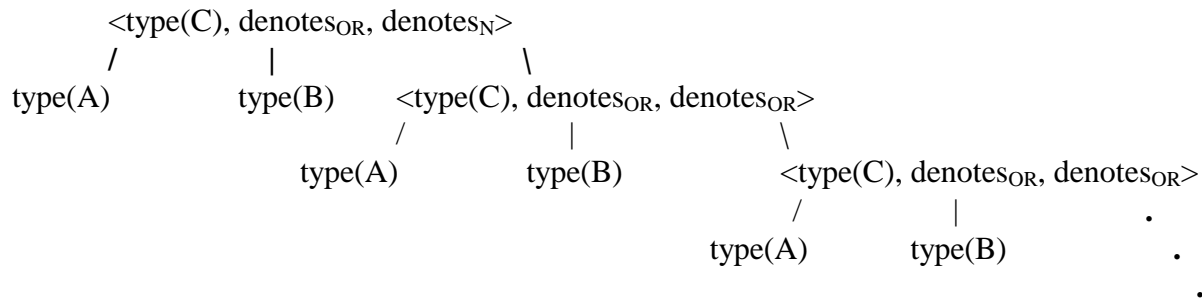 <type(C), denotesOR, denotesN>
/ | \
type(A) type(B) <type(C), denotesOR, denotesOR>
/ | \
type(A) type(B) <type(C), denotesOR, denotesOR>
/ | .
type(A) type(B) .
.